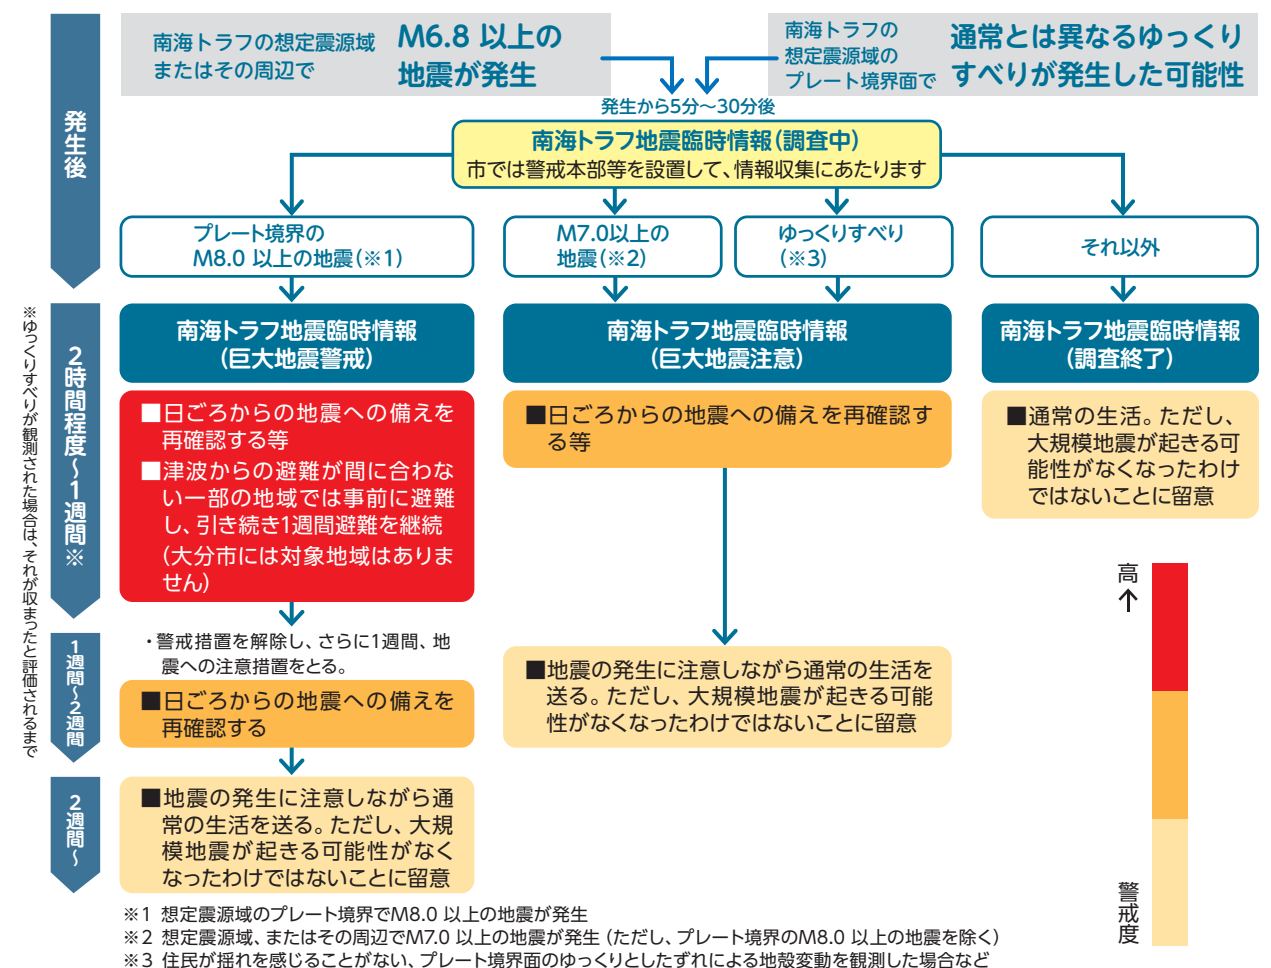 南海トラフの想定震源域
またはその周辺で
M6.8 以上の
地震が発生
南海トラフの
想定震源域の
プレート境界面で
通常とは異なるゆっくり
すべりが発生した可能性
発生から5分～30分後
発生後
南海トラフ地震臨時情報(調査中)
市では警戒本部等を設置して、情報収集にあたります
プレート境界の
M8.0 以上の地震(※1)
M7.0以上の
地震(※2)
ゆっくりすべり
(※3)
それ以外
2時間程度～1週間※
※ゆっくりすべりが観測された場合は、それが収まったと評価されるまで
南海トラフ地震臨時情報
(巨大地震警戒)
南海トラフ地震臨時情報
(巨大地震注意)
南海トラフ地震臨時情報
(調査終了)
■日ごろからの地震への備えを
再確認する等
■津波からの避難が間に合わな
い一部の地域では事前に避難
し、引き続き1週間避難を継続
(大分市には対象地域はありま
せん)
■日ごろからの地震への備えを再確認す
る等
■通常の生活。ただし、
大規模地震が起きる可
能性がなくなったわけ
ではないことに留意
1週間～2週間
・警戒措置を解除し、さらに1週間、地
震への注意措置をとる。
■日ごろからの地震への備えを
再確認する
■地震の発生に注意しながら通常の生活を
送る。ただし、大規模地震が起きる可能
性がなくなったわけではないことに留意
2週間～
■地震の発生に注意しながら通
常の生活を送る。ただし、大規
模地震が起きる可能性がなく
なったわけではないことに留意
高
↑
警戒度
※1 想定震源域のプレート境界でM8.0 以上の地震が発生
※2 想定震源域、またはその周辺でM7.0 以上の地震が発生(ただし、プレート境界のM8.0 以上の地震を除く)
※3 住民が揺れを感じることがない、プレート境界面のゆっくりとしたずれによる地殻変動を観測した場合など